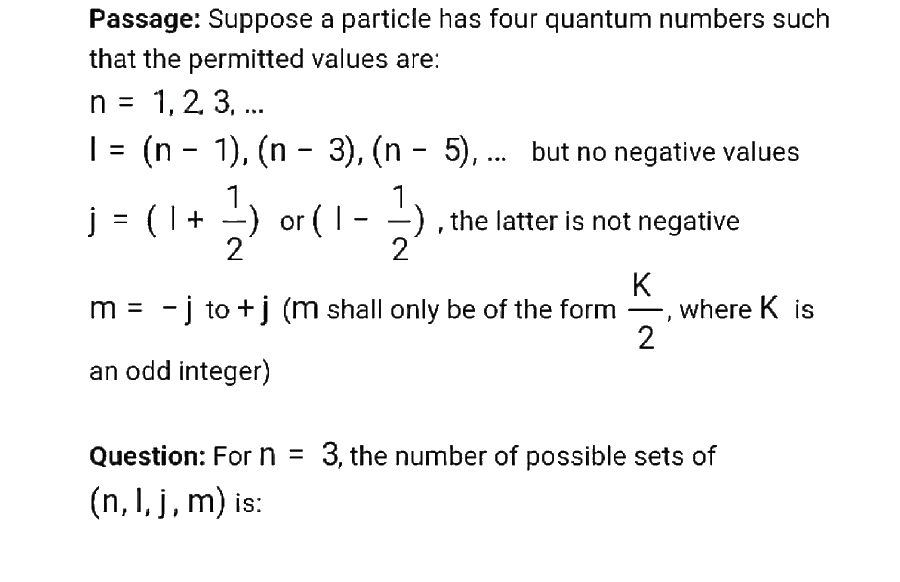 Passage: Suppose a particle has four quantum numbers such
that the permitted values are:
n = 1, 2 3, ...
l = (n − 1), (n − 3), (n − 5), ... but no negative values
j = ( l + 1/2 ) or ( l − 1/2 ) , the latter is not negative
m = −j to +j (m shall only be of the form K/2, where K is
an odd integer)
Question: For n = 3, the number of possible sets of
(n, l, j, m) is: